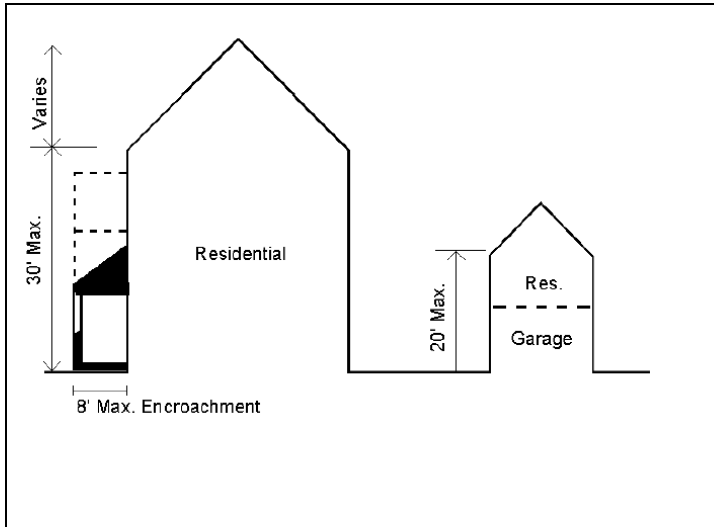 Varies
30' Max.
Residential
8' Max. Encroachment
20' Max.
Res.
Garage